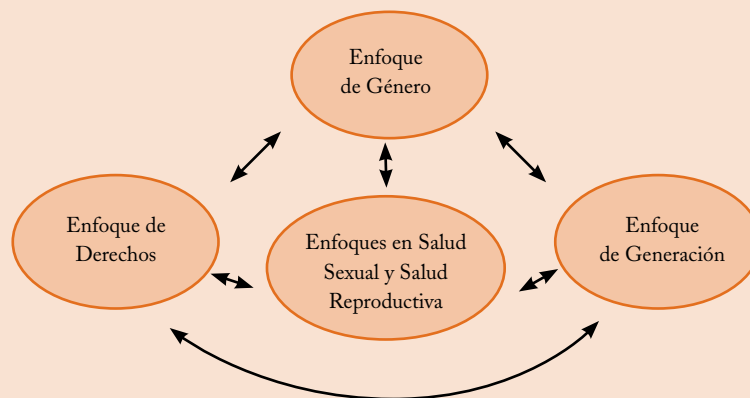 Enfoque
de Género
Enfoque de
Derechos
Enfoques en Salud
Sexual y Salud
Reproductiva
Enfoque
de Generación